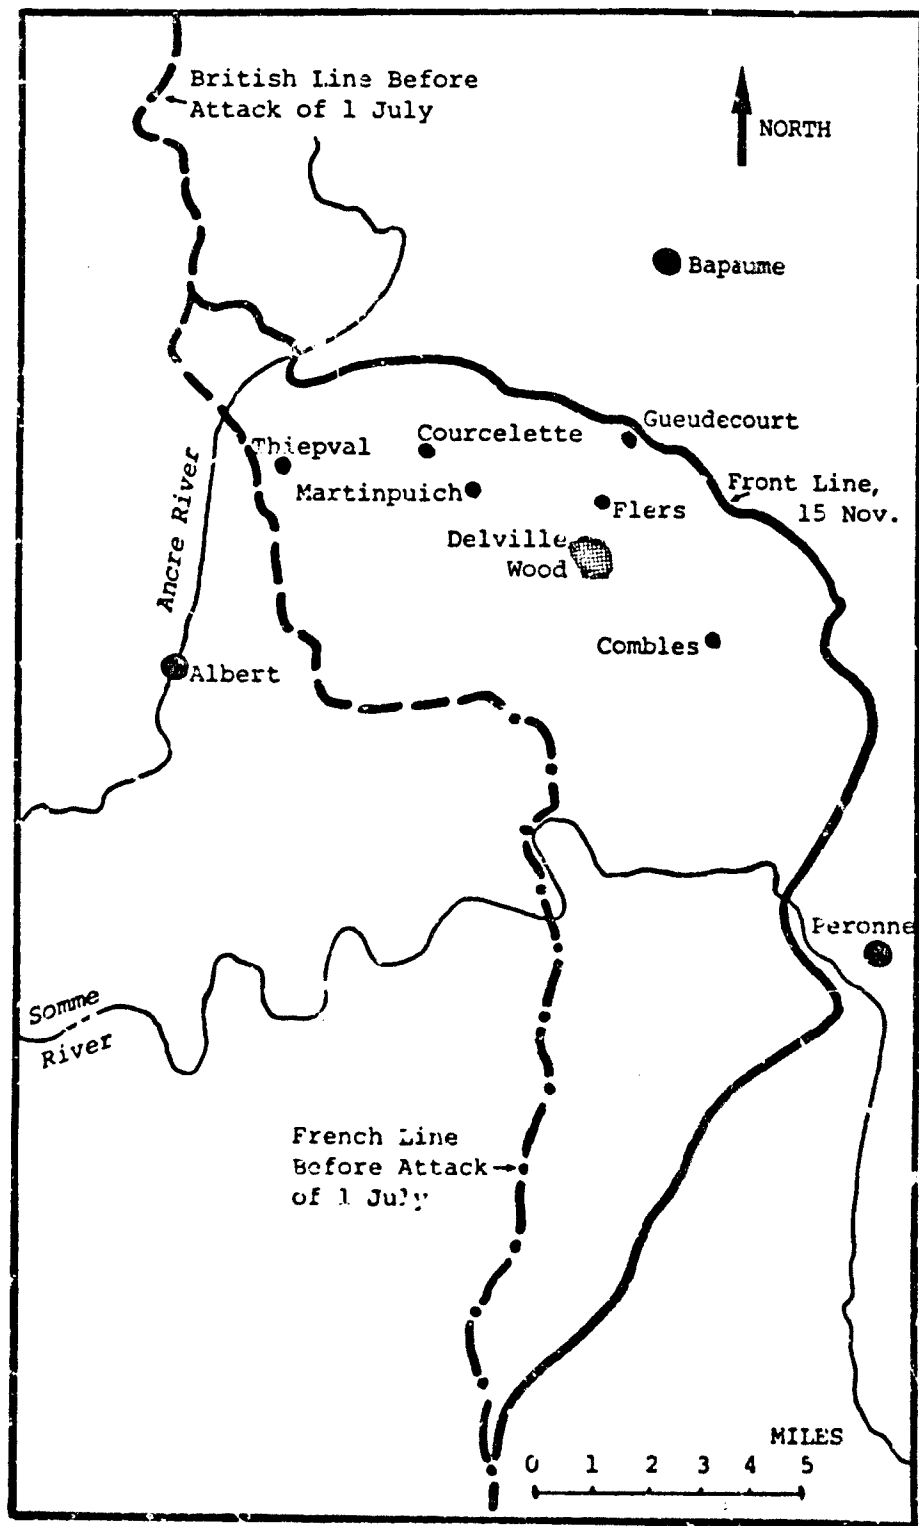 British Line Before
Attack of 1 July
NORTH
Bapaume
Gueudecourt
Courcelette
Thiepval
Martinpuich
Front Line,
15 Nov.
Flers
Delville
Wood
Ancre River
Combles
Albert
Peronne
Somme
River
French Line
Before Attack
of 1 July
MILES
0 1 2 3 4 5